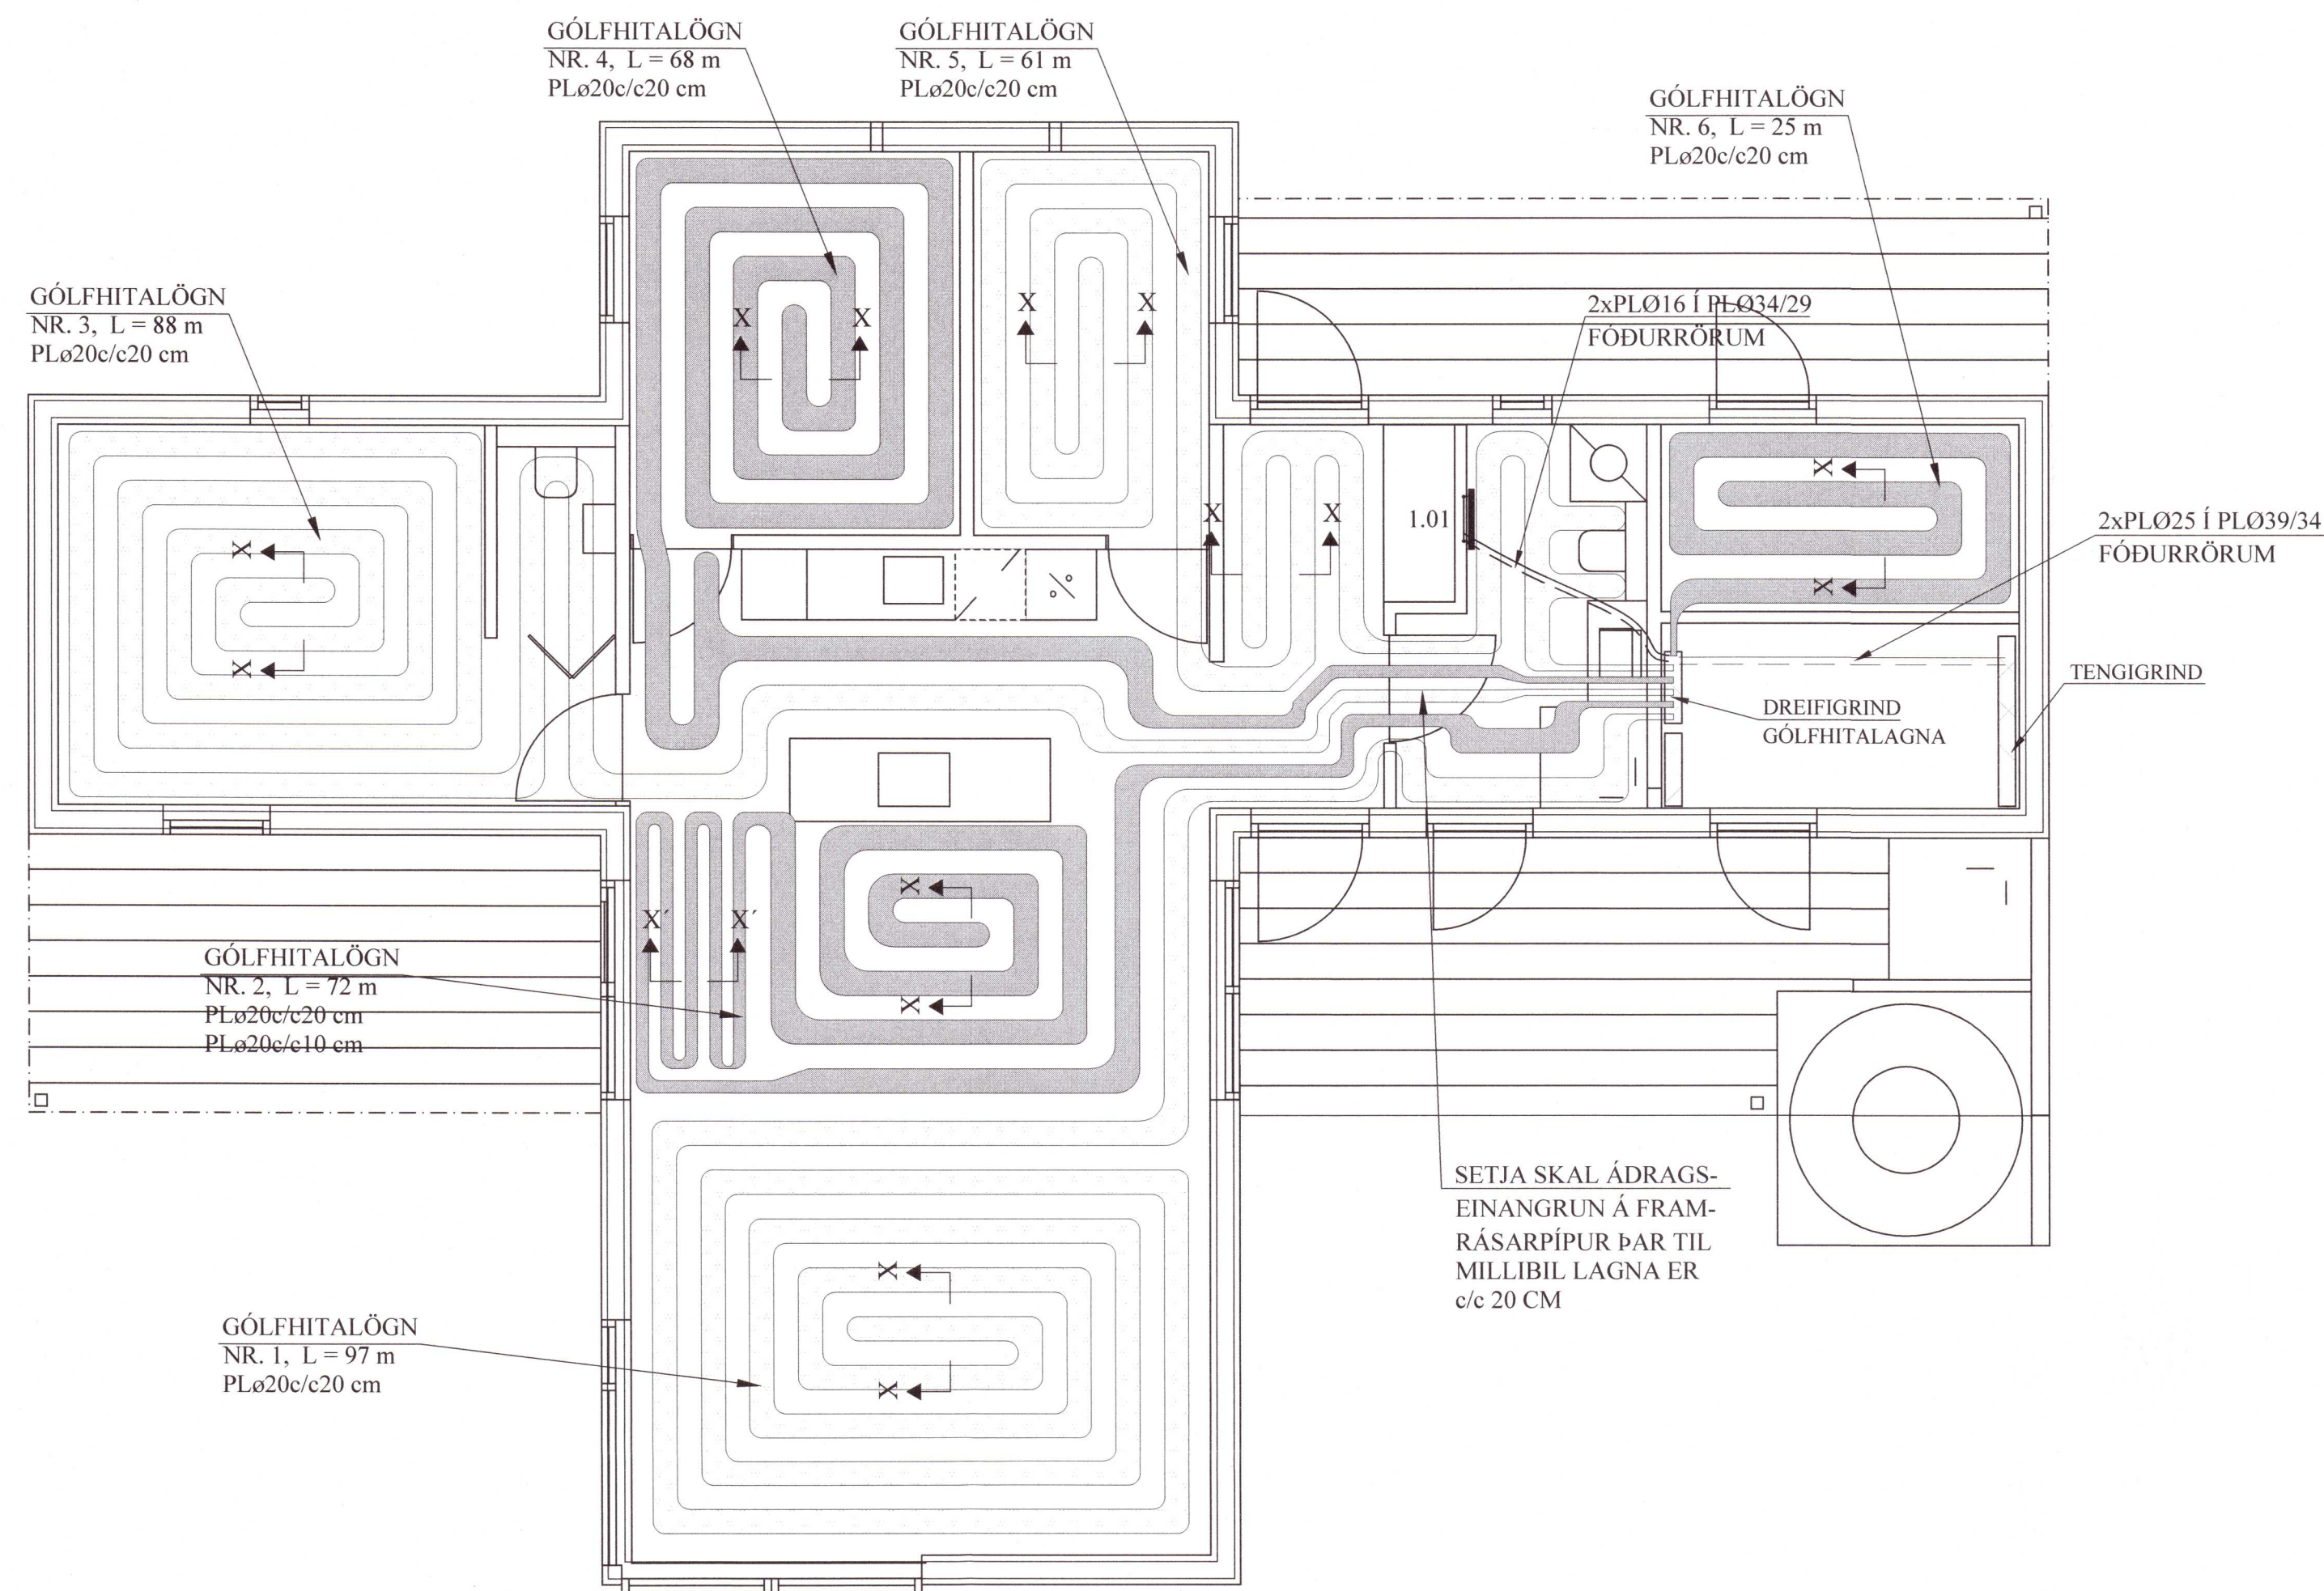 GÓLFHITALÖGN
NR. 4, L = 68 m
PLø20c/c20 cm
GÓLFHITALÖGN
NR. 5, L = 61 m
PLø20c/c20 cm
GÓLFHITALÖGN
NR. 6, L = 25 m
PLø20c/c20 cm
GÓLFHITALÖGN
NR. 3, L = 88 m
PLø20c/c20 cm
2xPLØ16 Í PLØ34/29
FÓÐURRÖRUM
X X
X X
X
X
X X
1.01
X
X
2xPLØ25 Í PLØ39/34
FÓÐURRÖRUM
TENGIGRIND
DREIFIGRIND
GÓLFHITALAGNA
X
X
X´ X´
GÓLFHITALÖGN
NR. 2, L = 72 m
PLø20c/c20 cm
PLø20c/c10 cm
SETJA SKAL ÁDRAGS-
EINANGRUN Á FRAM-
RÁSARPÍPUR ÞAR TIL
MILLIBIL LAGNA ER
c/c 20 CM
X
X
GÓLFHITALÖGN
NR. 1, L = 97 m
PLø20c/c20 cm